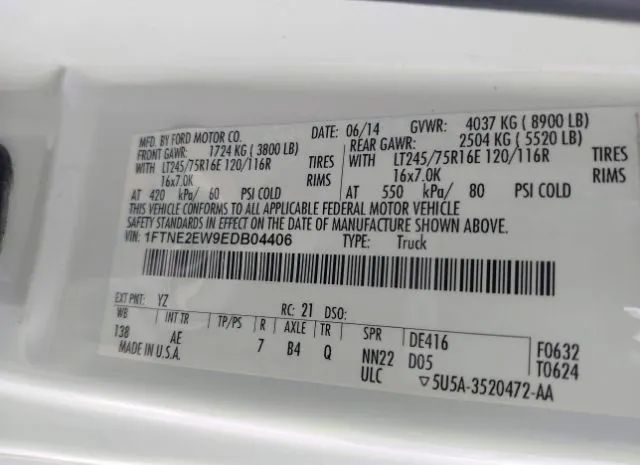 MFD. BY FORD MOTOR CO. DATE: 06/14 GVWR: 4037 KG ( 8900 LB)
FRONT GAWR: 1724 KG ( 3800 LB) REAR GAWR: 2504 KG ( 5520 LB)
WITH LT245/75R16E 120/116R TIRES WITH LT245/75R16E 120/116R TIRES
16x7.0K RIMS 16x7.0K RIMS
AT 420 kPa/ 60 PSI COLD AT 550 kPa/ 80 PSI COLD
THIS VEHICLE CONFORMS TO ALL APPLICABLE FEDERAL MOTOR VEHICLE
SAFETY STANDARDS IN EFFECT ON THE DATE OF MANUFACTURE SHOWN ABOVE.
VIN: 1FTNE2EW9EDB04406 TYPE: Truck
EXT PNT: YZ RC: 21 DSO:
WB INT TR TP/PS R AXLE TR SPR DE416 F0632
138 AE 7 B4 Q NN22 D05 T0624
MADE IN U.S.A. ULC ▽5U5A-3520472-AA